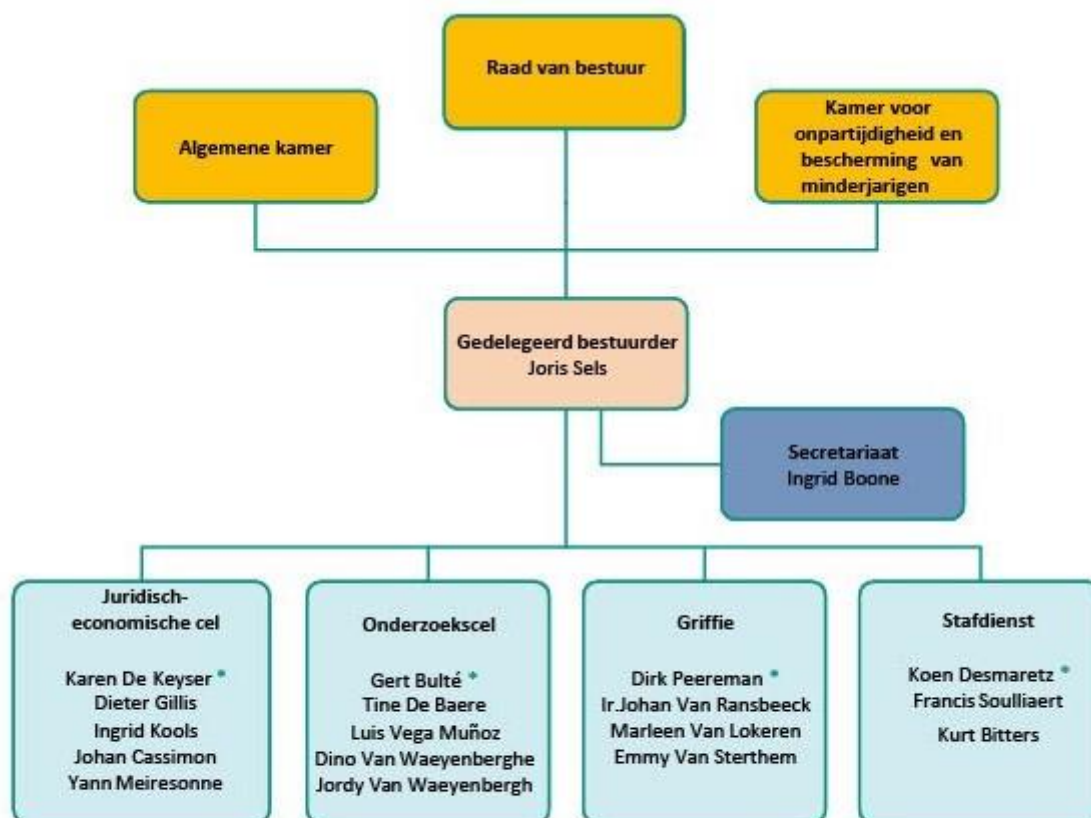 Raad van bestuur
Algemene kamer
Kamer voor
onpartijdigheid en
bescherming van
minderjarigen
Gedelegeerd bestuurder
Joris Sels
Secretariaat
Ingrid Boone
Juridisch-
economische cel
Karen De Keyser *
Dieter Gillis
Ingrid Kools
Johan Cassimon
Yann Meiresonne
Onderzoekscel
Gert Bulté *
Tine De Baere
Luis Vega Muñoz
Dino Van Waeyenberghe
Jordy Van Waeyenbergh
Griffie
Dirk Peereman *
Ir.Johan Van Ransbeeck
Marleen Van Lokeren
Emmy Van Sterthem
Stafdienst
Koen Desmaretz *
Francis Soulliaert
Kurt Bitters